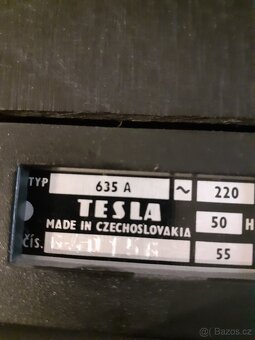 TYP 635 A ~ 220
TESLA
MADE IN CZECHOSLOVAKIA 50 H
ČÍS. 55
© Bazos.cz